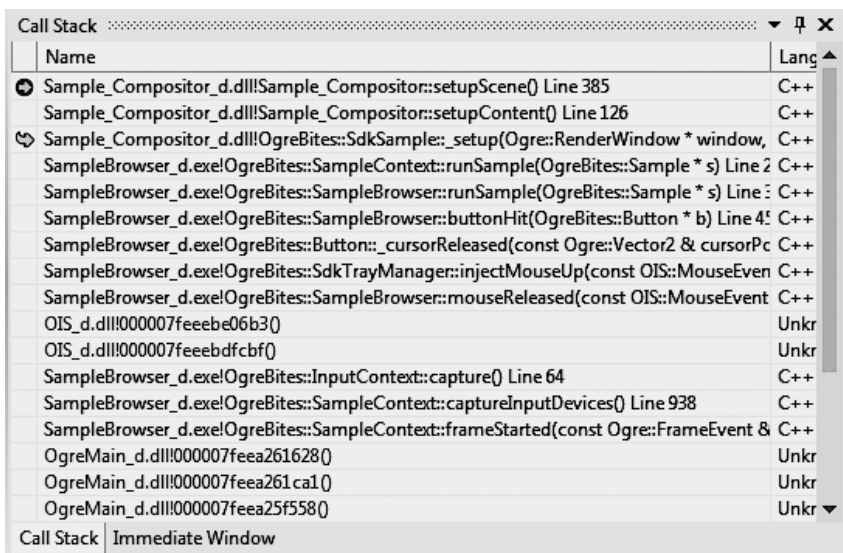 Call Stack
Name Lang
Sample_Compositor_d.dll!Sample_Compositor::setupScene() Line 385 C++
Sample_Compositor_d.dll!Sample_Compositor::setupContent() Line 126 C++
Sample_Compositor_d.dll!OgreBites::SdkSample::_setup(Ogre::RenderWindow * window, C++
SampleBrowser_d.exe!OgreBites::SampleContext::runSample(OgreBites::Sample * s) Line 2 C++
SampleBrowser_d.exe!OgreBites::SampleBrowser::runSample(OgreBites::Sample * s) Line 3 C++
SampleBrowser_d.exe!OgreBites::SampleBrowser::buttonHit(OgreBites::Button * b) Line 45 C++
SampleBrowser_d.exe!OgreBites::Button::_cursorReleased(const Ogre::Vector2 & cursorPo C++
SampleBrowser_d.exe!OgreBites::SdkTrayManager::injectMouseUp(const OIS::MouseEven C++
SampleBrowser_d.exe!OgreBites::SampleBrowser::mouseReleased(const OIS::MouseEvent C++
OIS_d.dll!000007feeebe06b3() Unkr
OIS_d.dll!000007feeebdfcbf() Unkr
SampleBrowser_d.exe!OgreBites::InputContext::capture() Line 64 C++
SampleBrowser_d.exe!OgreBites::SampleContext::captureInputDevices() Line 938 C++
SampleBrowser_d.exe!OgreBites::SampleContext::frameStarted(const Ogre::FrameEvent & C++
OgreMain_d.dll!000007feea261628() Unkr
OgreMain_d.dll!000007feea261ca1() Unkr
OgreMain_d.dll!000007feea25f558() Unkr
Call Stack Immediate Window